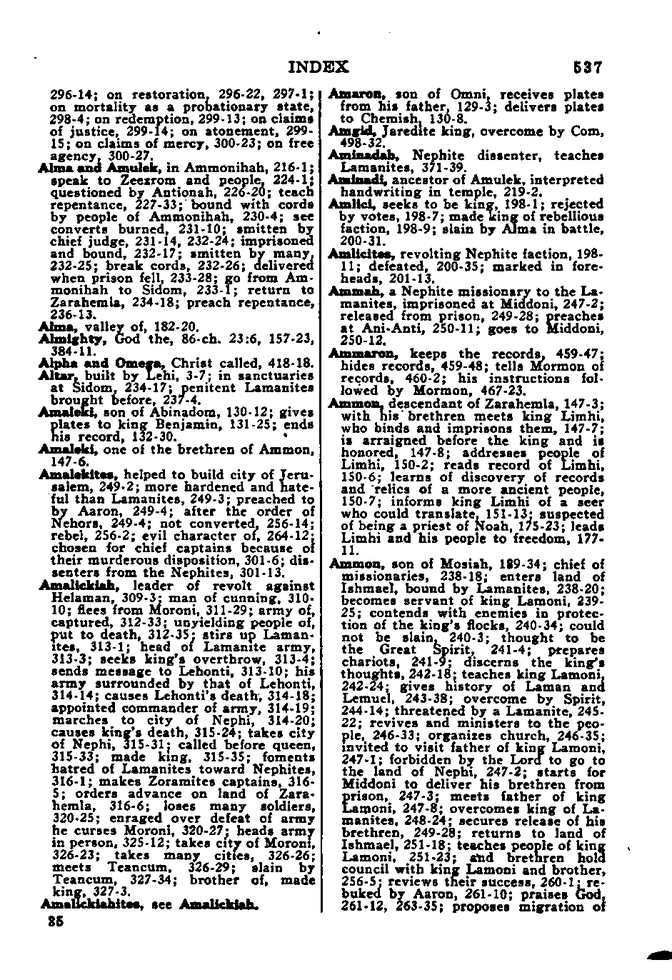 INDEX 537
296-14; on restoration, 296-22, 297-1;
on mortality as a probationary state,
298-4; on redemption, 299-13; on claims
of justice, 299-14; on atonement, 299-
15; on claims of mercy, 300-23; on free
agency, 300-27.
Alma and Amulek, in Ammonihah, 216-1;
speak to Zeezrom and people, 224-1;
questioned by Antionah, 226-20; teach
repentance, 227-33; bound with cords
by people of Ammonihah, 230-4; see
converts burned, 231-10; smitten by
chief judge, 231-14, 232-24; imprisoned
and bound, 232-17; smitten by many,
232-25; break cords, 232-26; delivered
when prison fell, 233-28; go from Am-
monihah to Sidom, 233-1; return to
Zarahemla, 234-18; preach repentance,
236-13.
Alma, valley of, 182-20.
Almighty, God the, 86-ch. 23:6, 157-23,
384-11.
Alpha and Omega, Christ called, 418-18.
Altar, built by Lehi, 3-7; in sanctuaries
at Sidom, 234-17; penitent Lamanites
brought before, 237-4.
Amaleki, son of Abinadom, 130-12; gives
plates to king Benjamin, 131-25; ends
his record, 132-30.
Amaleki, one of the brethren of Ammon,
147-6.
Amalekites, helped to build city of Jeru-
salem, 249-2; more hardened and hate-
ful than Lamanites, 249-3; preached to
by Aaron, 249-4; after the order of
Nehors, 249-4; not converted, 256-14;
rebel, 256-2; evil character of, 264-12;
chosen for chief captains because of
their murderous disposition, 301-6; dis-
senters from the Nephites, 301-13.
Amalickiah, leader of revolt against
Helaman, 309-3; man of cunning, 310-
10; flees from Moroni, 311-29; army of,
captured, 312-33; unyielding people of,
put to death, 312-35; stirs up Laman-
ites, 313-1; head of Lamanite army,
313-3; seeks king's overthrow, 313-4;
sends message to Lehonti, 313-10; his
army surrounded by that of Lehonti,
314-14; causes Lehonti's death, 314-18;
appointed commander of army, 314-19;
marches to city of Nephi, 314-20;
causes king's death, 315-24; takes city
of Nephi, 315-31; called before queen,
315-33; made king, 315-35; foments
hatred of Lamanites toward Nephites,
316-1; makes Zoramites captains, 316-
5; orders advance on land of Zara-
hemla, 316-6; loses many soldiers,
320-25; enraged over defeat of army
he curses Moroni, 320-27; heads army
in person, 325-12; takes city of Moroni,
326-23; takes many cities, 326-26;
meets Teancum, 326-29; slain by
Teancum, 327-34; brother of, made
king, 327-3.
Amalickiahites, see Amalickiah.
35
Amaron, son of Omni, receives plates
from his father, 129-3; delivers plates
to Chemish, 130-8.
Amgid, Jaredite king, overcome by Com,
498-32.
Aminadab, Nephite dissenter, teaches
Lamanites, 371-39.
Aminadi, ancestor of Amulek, interpreted
handwriting in temple, 219-2.
Amlici, seeks to be king, 198-1; rejected
by votes, 198-7; made king of rebellious
faction, 198-9; slain by Alma in battle,
200-31.
Amlicites, revolting Nephite faction, 198-
11; defeated, 200-35; marked in fore-
heads, 201-13.
Ammah, a Nephite missionary to the La-
manites, imprisoned at Middoni, 247-2;
released from prison, 249-28; preaches
at Ani-Anti, 250-11; goes to Middoni,
250-12.
Ammaron, keeps the records, 459-47;
hides records, 459-48; tells Mormon of
records, 460-2; his instructions fol-
lowed by Mormon, 467-23.
Ammon, descendant of Zarahemla, 147-3;
with his brethren meets king Limhi,
who binds and imprisons them, 147-7;
is arraigned before the king and is
honored, 147-8; addresses people of
Limhi, 150-2; reads record of Limhi,
150-6; learns of discovery of records
and relics of a more ancient people,
150-7; informs king Limhi of a seer
who could translate, 151-13; suspected
of being a priest of Noah, 175-23; leads
Limhi and his people to freedom, 177-
11.
Ammon, son of Mosiah, 189-34; chief of
missionaries, 238-18; enters land of
Ishmael, bound by Lamanites, 238-20;
becomes servant of king Lamoni, 239-
25; contends with enemies in protec-
tion of the king's flocks, 240-34; could
not be slain, 240-3; thought to be
the Great Spirit, 241-4; prepares
chariots, 241-9; discerns the king's
thoughts, 242-18; teaches king Lamoni,
242-24; gives history of Laman and
Lemuel, 243-38; overcome by Spirit,
244-14; threatened by a Lamanite, 245-
22; revives and ministers to the peo-
ple, 246-33; organizes church, 246-35;
invited to visit father of king Lamoni,
247-1; forbidden by the Lord to go to
the land of Nephi, 247-2; starts for
Middoni to deliver his brethren from
prison, 247-3; meets father of king
Lamoni, 247-8; overcomes king of La-
manites, 248-24; secures release of his
brethren, 249-28; returns to land of
Ishmael, 251-18; teaches people of king
Lamoni, 251-23; and brethren hold
council with king Lamoni and brother,
256-5; reviews their success, 260-1; re-
buked by Aaron, 261-10; praises God,
261-12, 263-35; proposes migration of